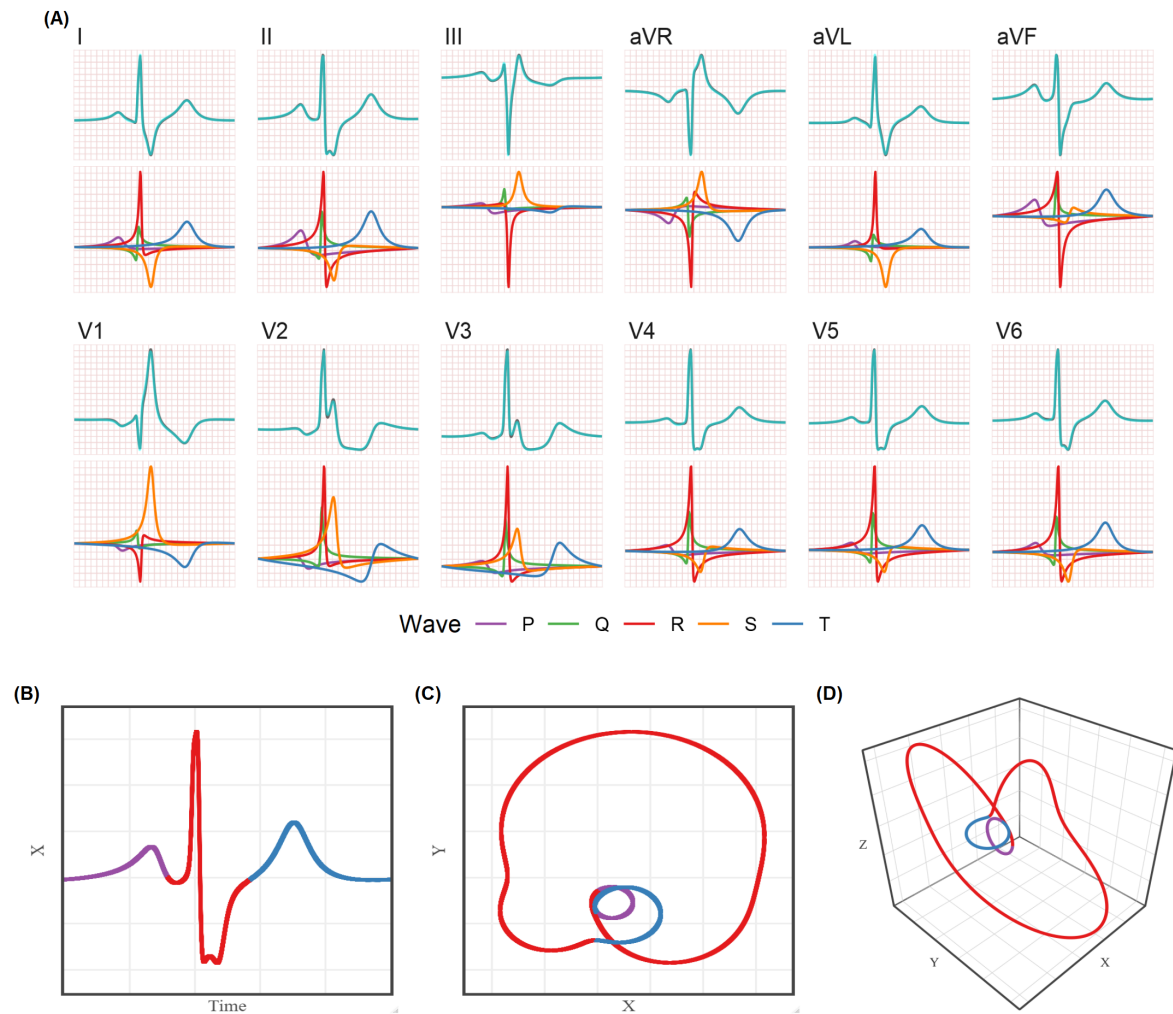 (A)
I II III aVR aVL aVF
V1 V2 V3 V4 V5 V6
Wave P Q R S T
(B) (C) (D)
X
Time
Y
X
Z
Y
X